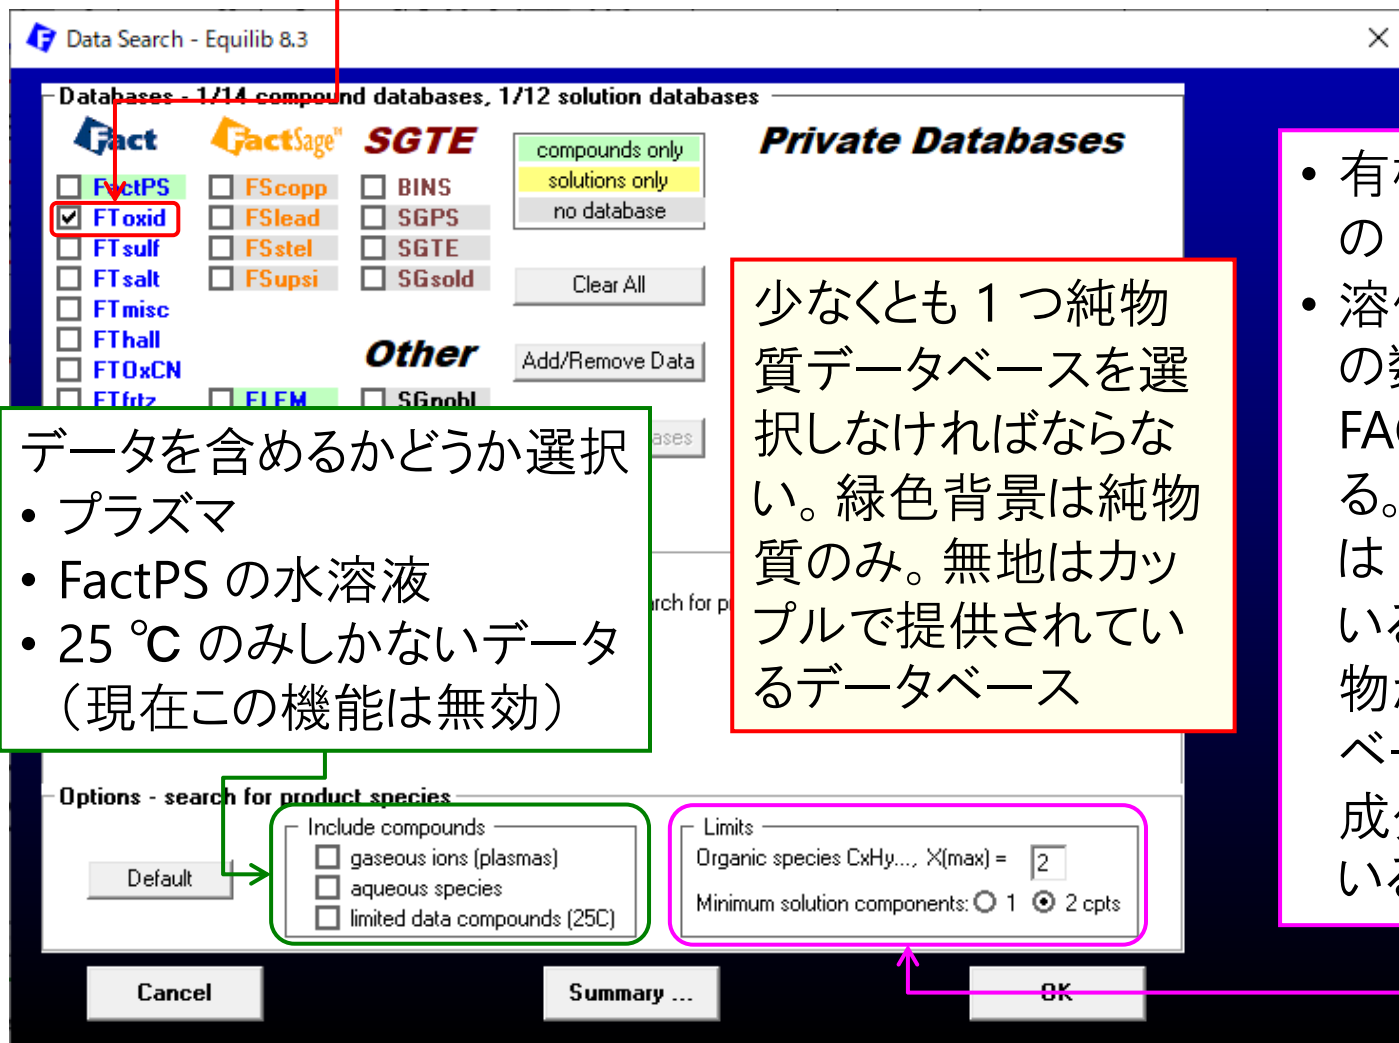 Data Search - Equilib 8.3
Databases - 1/14 compound databases, 1/12 solution databases
Fact
FactSage™
SGTE
Private Databases
compounds only
solutions only
no database
FactPS
FScopp
BINS
FToxid
FSlead
SGPS
FTsulf
FSstel
SGTE
FTsalt
FSupsi
SGsold
FTmisc
FThall
FTOxCN
FTfrtz
Other
ELEM
SGnobl
Clear All
Add/Remove Data
ases
データを含めるかどうか選択
• プラズマ
• FactPS の水溶液
• 25 ℃ のみしかないデータ
（現在この機能は無効）
rch for p
少なくとも 1 つ純物
質データベースを選
択しなければならな
い。緑色背景は純物
質のみ。無地はカッ
プルで提供されてい
るデータベース
• 有
の
• 溶
の
FA
る。
は
い
物
ベー
成
い
Options - search for product species
Default
Include compounds
gaseous ions (plasmas)
aqueous species
limited data compounds (25C)
Limits
Organic species CxHy..., X(max) = 2
Minimum solution components: 1 2 cpts
Cancel
Summary ...
OK